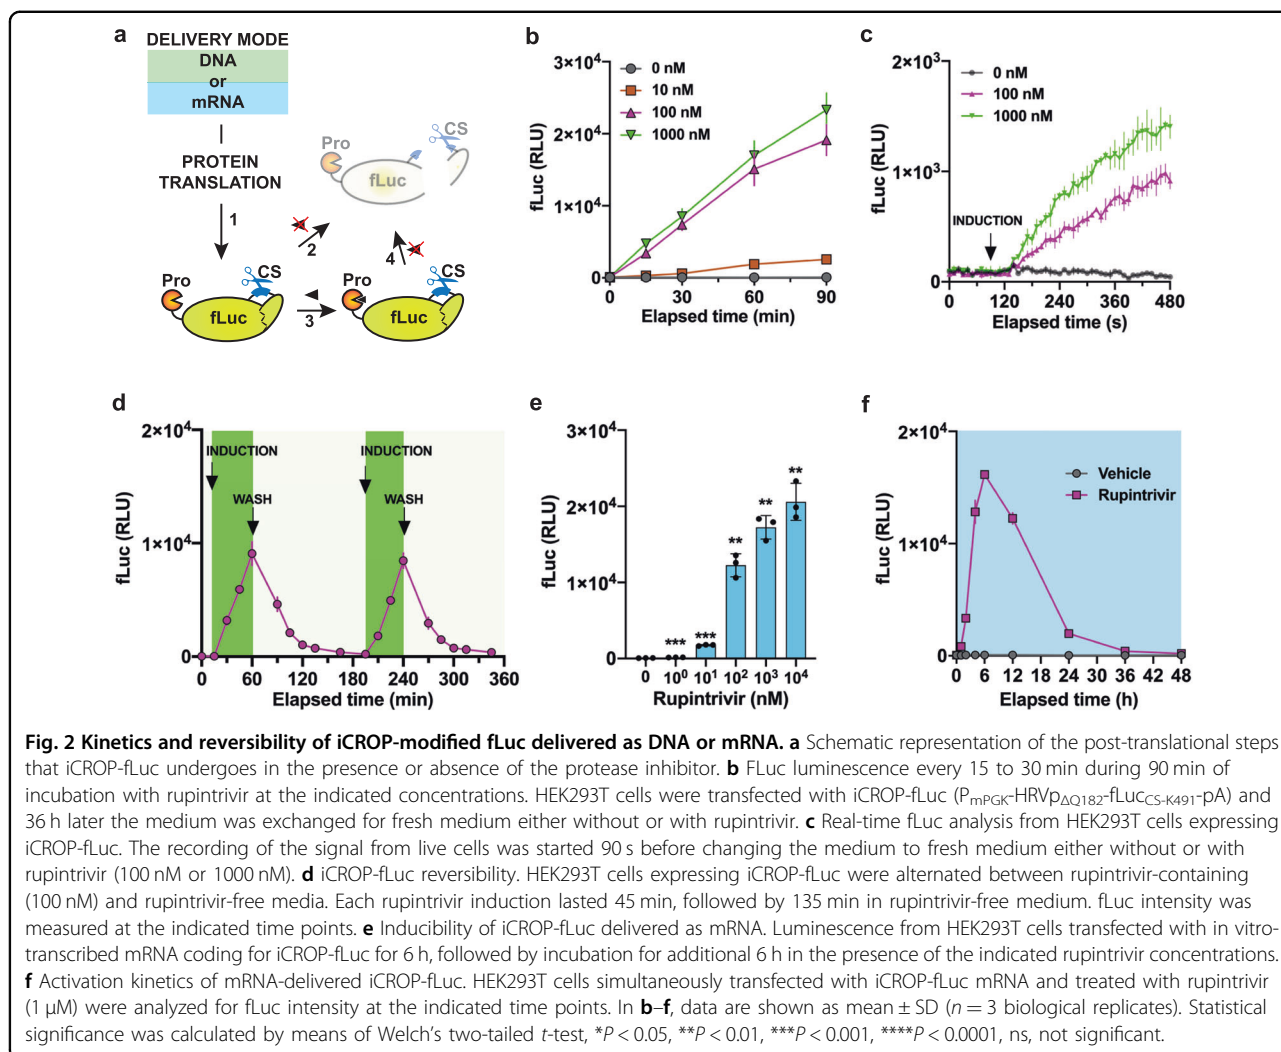 a
DELIVERY MODE
DNA
or
mRNA
PROTEIN
TRANSLATION
1
2
3
4
Pro
CS
fLuc
Pro
CS
fLuc
Pro
CS
fLuc
b
3×10⁴
2×10⁴
1×10⁴
0
fLuc (RLU)
0 nM
10 nM
100 nM
1000 nM
0 30 60 90
Elapsed time (min)
c
2×10³
1×10³
0
fLuc (RLU)
0 nM
100 nM
1000 nM
INDUCTION
0 120 240 360 480
Elapsed time (s)
d
2×10⁴
1×10⁴
0
fLuc (RLU)
INDUCTION
WASH
INDUCTION
WASH
0 60 120 180 240 300 360
Elapsed time (min)
e
3×10⁴
2×10⁴
1×10⁴
0
fLuc (RLU)
*** *** ** ** **
0 10⁰ 10¹ 10² 10³ 10⁴
Rupintrivir (nM)
f
2×10⁴
1×10⁴
0
fLuc (RLU)
Vehicle
Rupintrivir
0 6 12 18 24 30 36 42 48
Elapsed time (h)
Fig. 2 Kinetics and reversibility of iCROP-modified fLuc delivered as DNA or mRNA. a Schematic representation of the post-translational steps
that iCROP-fLuc undergoes in the presence or absence of the protease inhibitor. b FLuc luminescence every 15 to 30 min during 90 min of
incubation with rupintrivir at the indicated concentrations. HEK293T cells were transfected with iCROP-fLuc (PmPGK-HRVpΔQ182-fLucCS-K491-pA) and
36 h later the medium was exchanged for fresh medium either without or with rupintrivir. c Real-time fLuc analysis from HEK293T cells expressing
iCROP-fLuc. The recording of the signal from live cells was started 90 s before changing the medium to fresh medium either without or with
rupintrivir (100 nM or 1000 nM). d iCROP-fLuc reversibility. HEK293T cells expressing iCROP-fLuc were alternated between rupintrivir-containing
(100 nM) and rupintrivir-free media. Each rupintrivir induction lasted 45 min, followed by 135 min in rupintrivir-free medium. fLuc intensity was
measured at the indicated time points. e Inducibility of iCROP-fLuc delivered as mRNA. Luminescence from HEK293T cells transfected with in vitro-
transcribed mRNA coding for iCROP-fLuc for 6 h, followed by incubation for additional 6 h in the presence of the indicated rupintrivir concentrations.
f Activation kinetics of mRNA-delivered iCROP-fLuc. HEK293T cells simultaneously transfected with iCROP-fLuc mRNA and treated with rupintrivir
(1 μM) were analyzed for fLuc intensity at the indicated time points. In b–f, data are shown as mean ± SD (n = 3 biological replicates). Statistical
significance was calculated by means of Welch's two-tailed t-test, *P < 0.05, **P < 0.01, ***P < 0.001, ****P < 0.0001, ns, not significant.